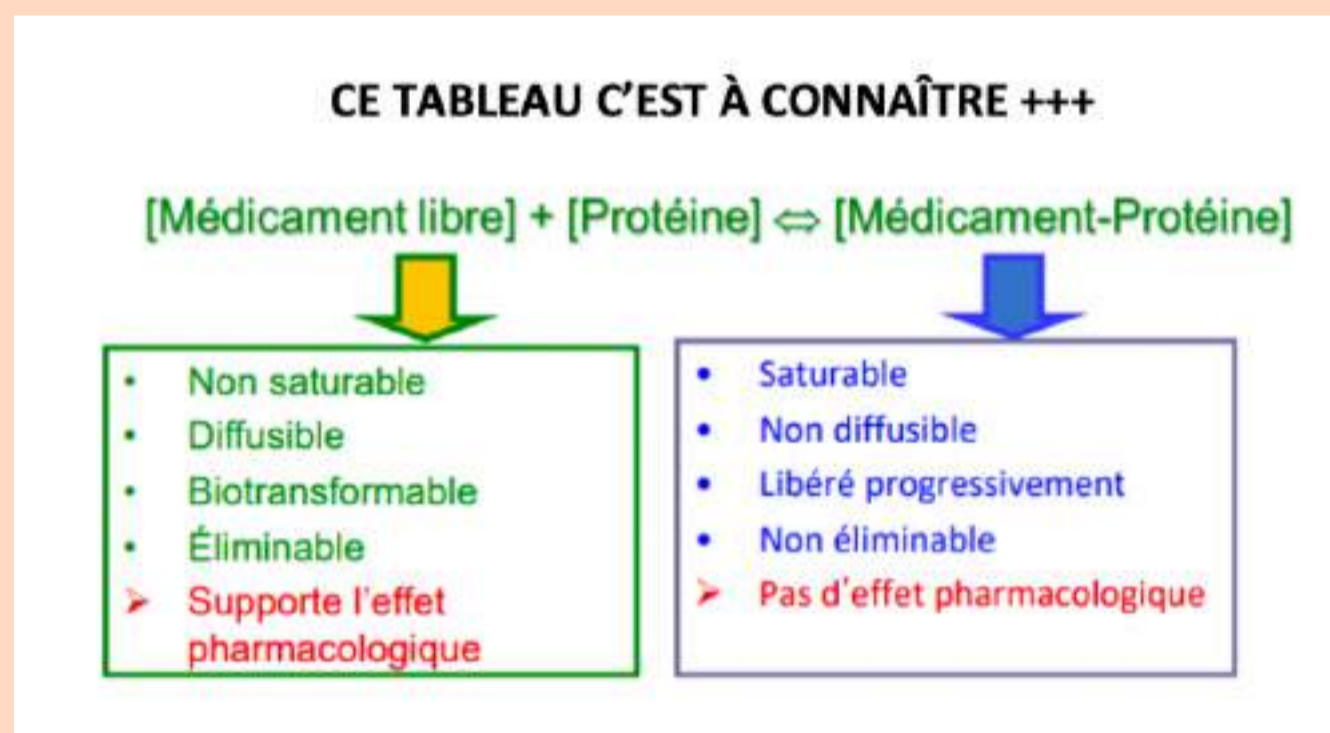 CE TABLEAU C'EST À CONNAÎTRE +++
[Médicament libre] + [Protéine] ⇔ [Médicament-Protéine]
• Non saturable
• Diffusible
• Biotransformable
• Éliminable
➢ Supporte l'effet
pharmacologique
• Saturable
• Non diffusible
• Libéré progressivement
• Non éliminable
➢ Pas d'effet pharmacologique